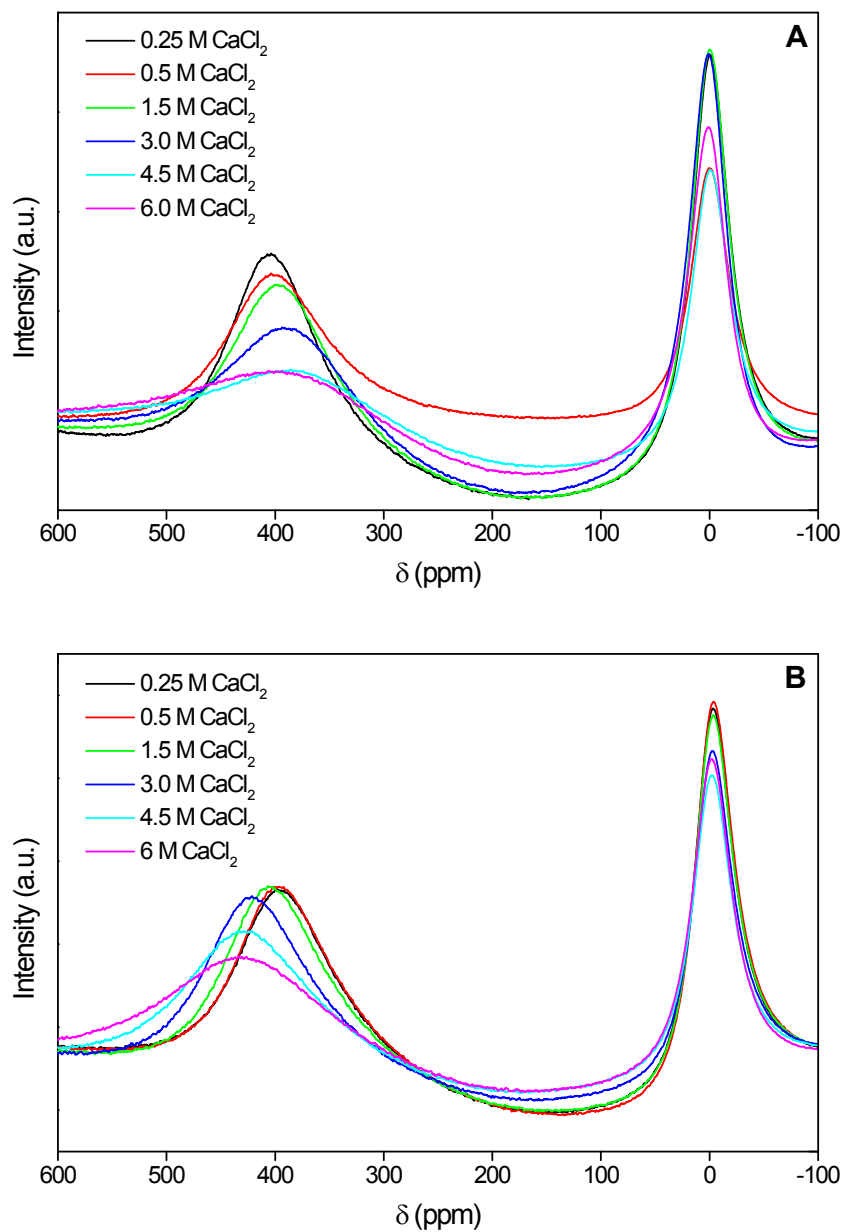 A
0.25 M CaCl₂
0.5 M CaCl₂
1.5 M CaCl₂
3.0 M CaCl₂
4.5 M CaCl₂
6.0 M CaCl₂
Intensity (a.u.)
600 500 400 300 200 100 0 -100
δ (ppm)
B
0.25 M CaCl₂
0.5 M CaCl₂
1.5 M CaCl₂
3.0 M CaCl₂
4.5 M CaCl₂
6 M CaCl₂
Intensity (a.u.)
600 500 400 300 200 100 0 -100
δ (ppm)